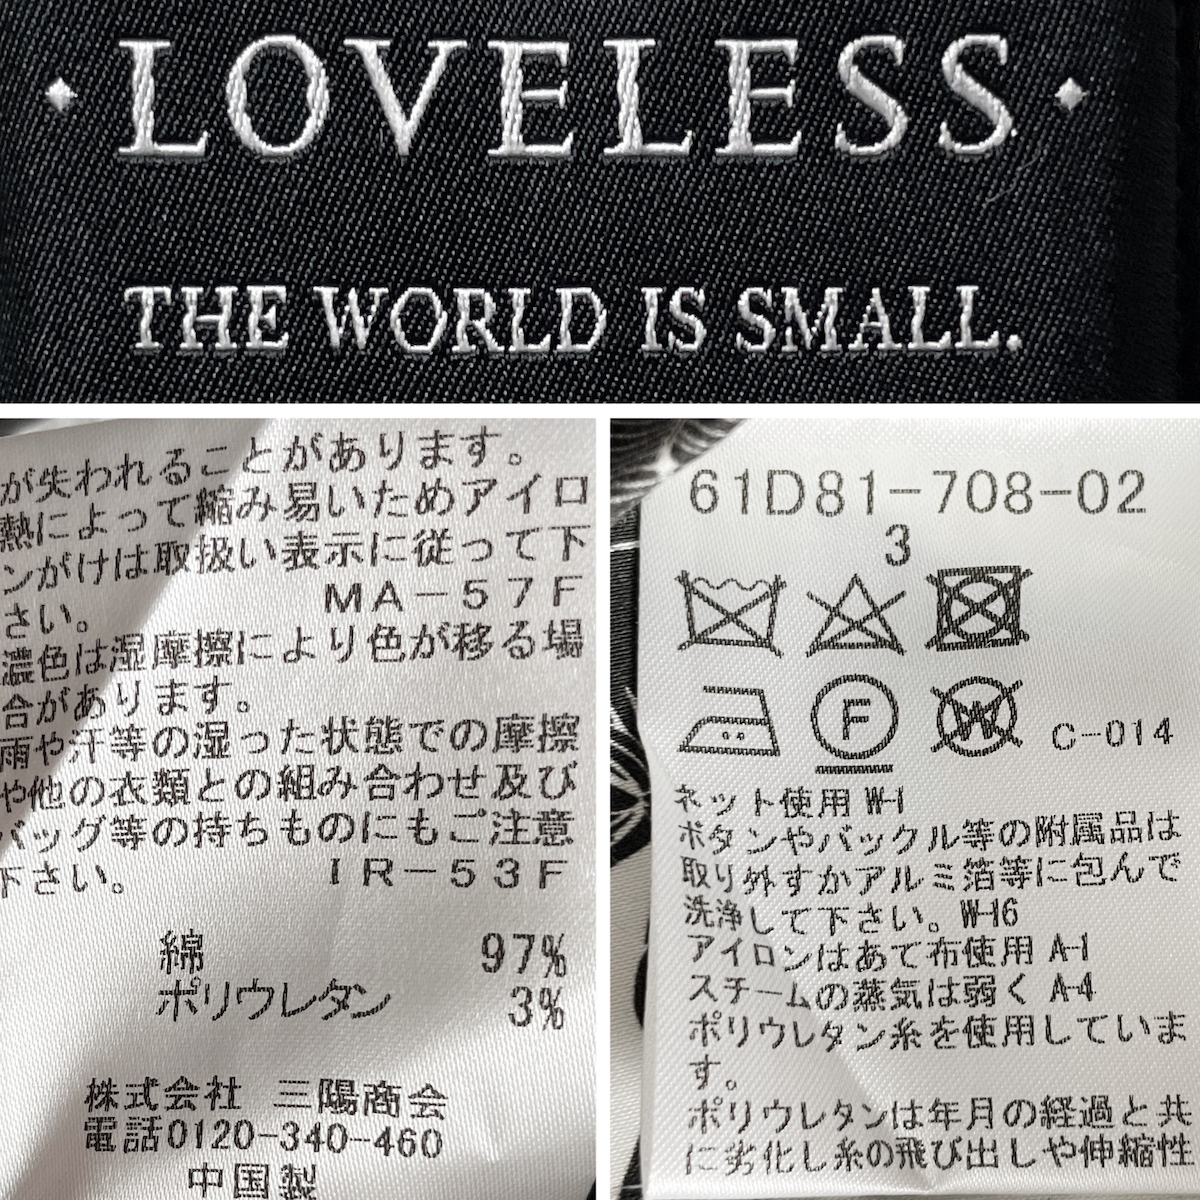 LOVELESS
THE WORLD IS SMALL.
が失われることがあります。
熱によって縮み易いためアイロ
ンがけは取扱い表示に従って下
さい。 MA-57F
濃色は湿摩擦により色が移る場
合があります。
雨や汗等の湿った状態での摩擦
や他の衣類との組み合わせ及び
バッグ等の持ちものにもご注意
下さい。 IR-53F
綿 97%
ポリウレタン 3%
株式会社 三陽商会
電話0120-340-460
中国製
61D81-708-02
3
F
W C-014
ネット使用 W-1
ボタンやバックル等の附属品は
取り外すかアルミ箔等に包んで
洗浄して下さい。W-16
アイロンはあて布使用 A-1
スチームの蒸気は弱く A-4
ポリウレタン糸を使用していま
す。
ポリウレタンは年月の経過と共
に劣化し糸の飛び出しや伸縮性